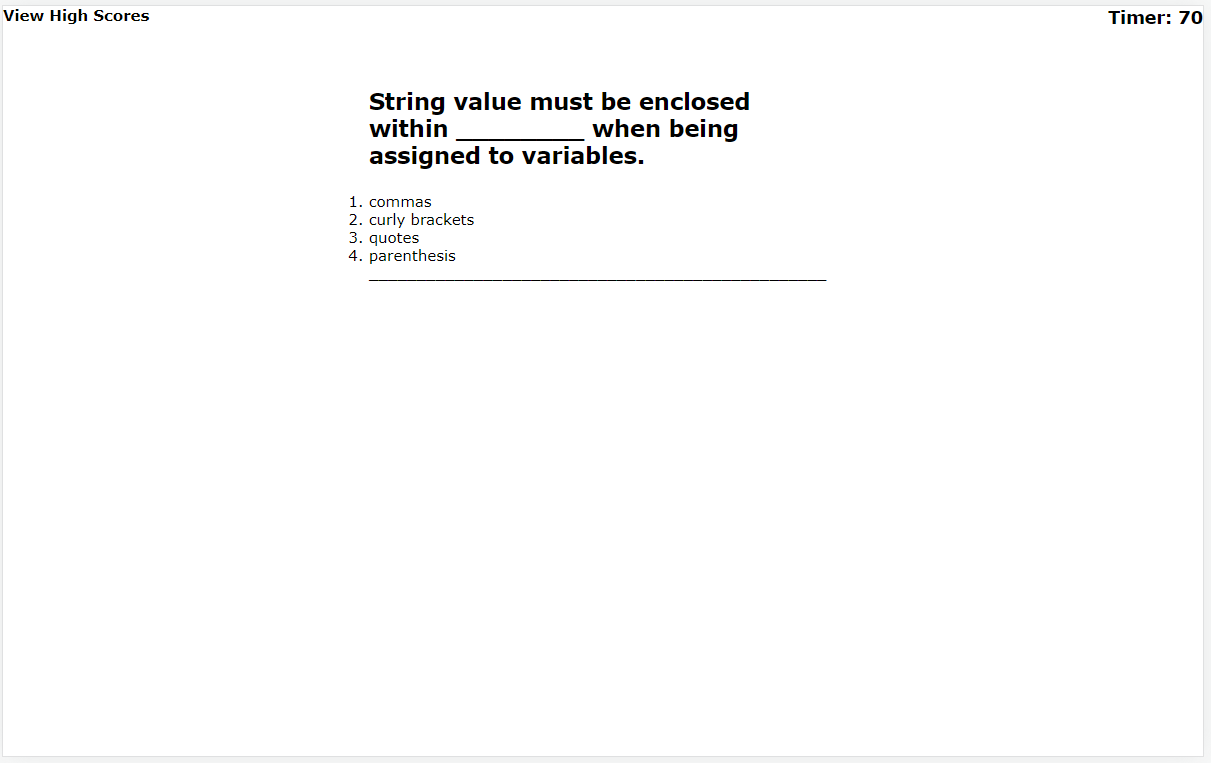 View High Scores
Timer: 70
String value must be enclosed
within _________ when being
assigned to variables.
1. commas
2. curly brackets
3. quotes
4. parenthesis
________________________________________________